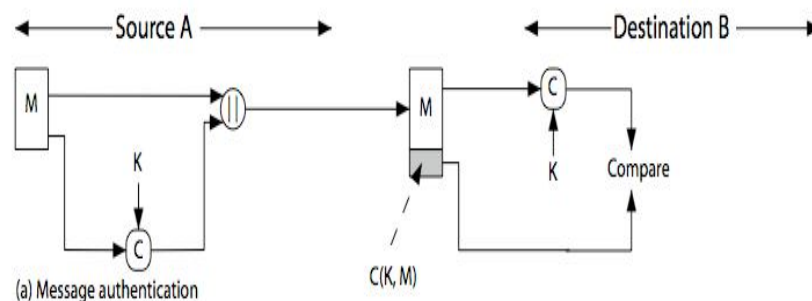 Source A
Destination B
M
||
M
C
K
C
K
Compare
C(K, M)
(a) Message authentication